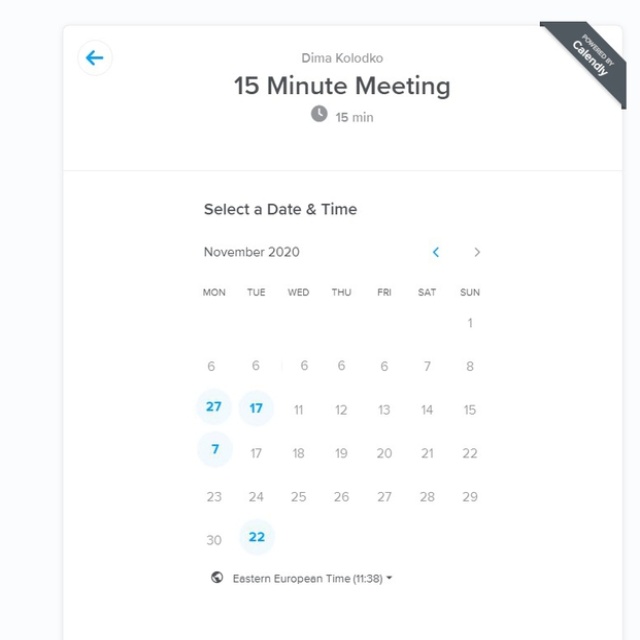 POWERED BY
Calendly
Dima Kolodko
15 Minute Meeting
15 min
Select a Date & Time
November 2020
MON TUE WED THU FRI SAT SUN
1
6 6 6 6 6 7 8
27 17 11 12 13 14 15
7 17 18 19 20 21 22
23 24 25 26 27 28 29
30 22
Eastern European Time (11:38)